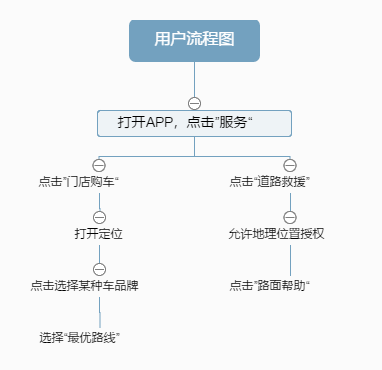 用户流程图
打开APP，点击”服务“
点击”门店购车“
点击“道路救援”
打开定位
允许地理位置授权
点击选择某种车品牌
点击”路面帮助“
选择“最优路线”